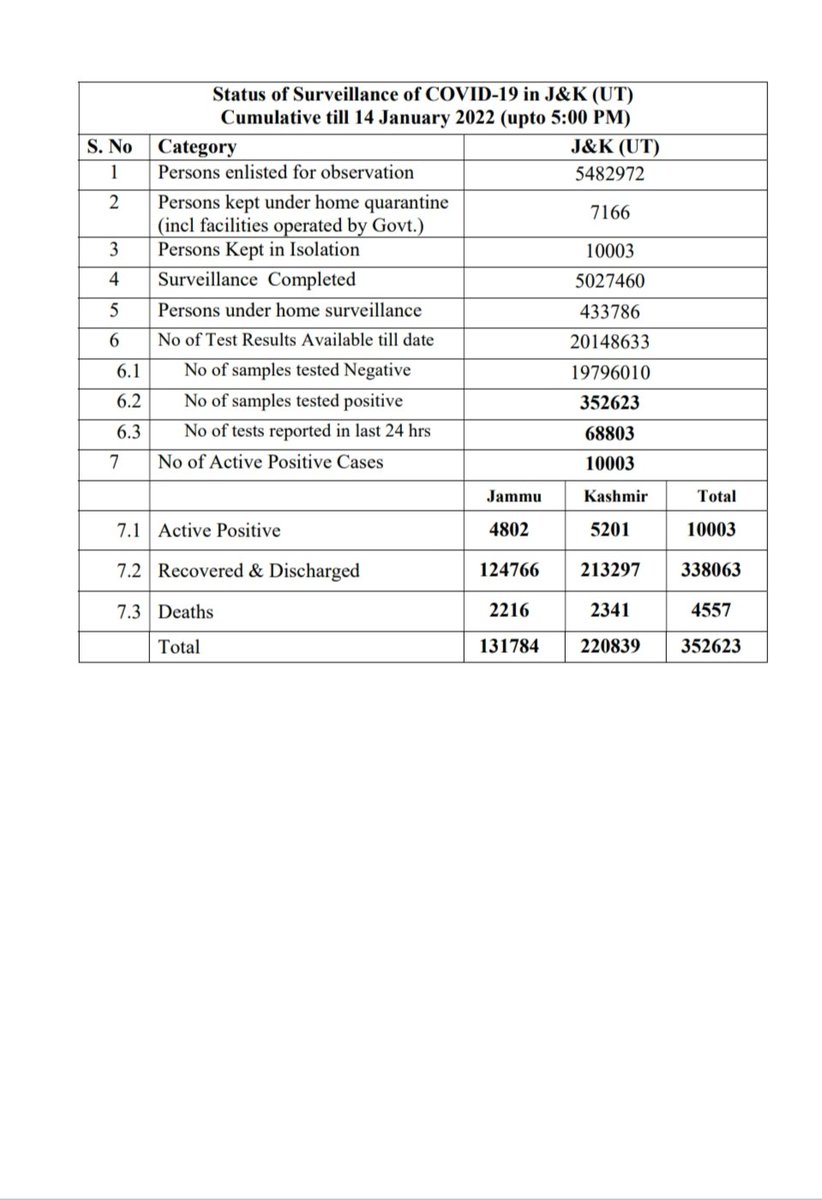 Status of Surveillance of COVID-19 in J&K (UT)
Cumulative till 14 January 2022 (upto 5:00 PM)
S. No Category J&K (UT)
1 Persons enlisted for observation 5482972
2 Persons kept under home quarantine
(incl facilities operated by Govt.) 7166
3 Persons Kept in Isolation 10003
4 Surveillance Completed 5027460
5 Persons under home surveillance 433786
6 No of Test Results Available till date 20148633
6.1 No of samples tested Negative 19796010
6.2 No of samples tested positive 352623
6.3 No of tests reported in last 24 hrs 68803
7 No of Active Positive Cases 10003
Jammu Kashmir Total
7.1 Active Positive 4802 5201 10003
7.2 Recovered & Discharged 124766 213297 338063
7.3 Deaths 2216 2341 4557
Total 131784 220839 352623